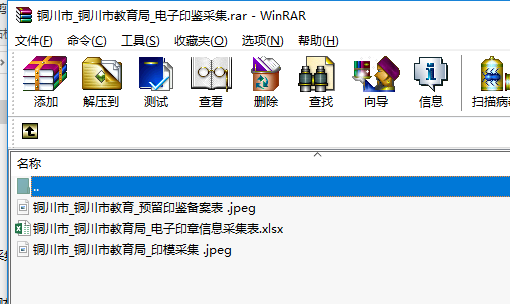 铜川市_铜川市教育局_电子印鉴采集.rar - WinRAR
文件(F) 命令(C) 工具(S) 收藏夹(O) 选项(N) 帮助(H)
添加 解压到 测试 查看 删除 查找 向导 信息 扫描病
名称
..
铜川市_铜川市教育_预留印鉴备案表 .jpeg
铜川市_铜川市教育局_电子印章信息采集表.xlsx
铜川市_铜川市教育局_印模采集 .jpeg